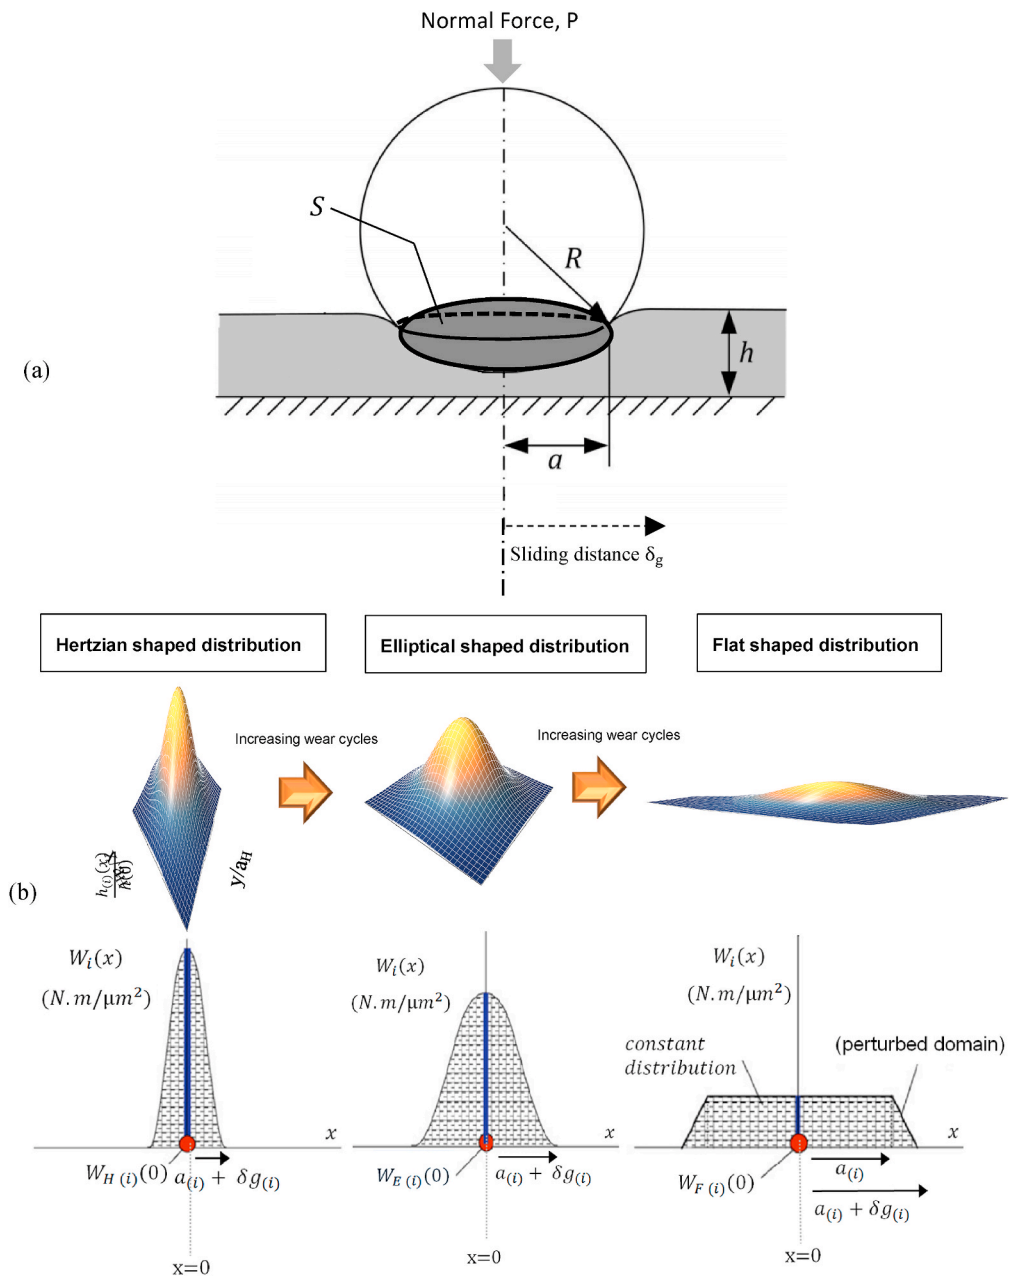 Normal Force, P
S
R
h
(a)
a
Sliding distance δg
Hertzian shaped distribution
Elliptical shaped distribution
Flat shaped distribution
Increasing wear cycles
Increasing wear cycles
y/aH
(b)
Wi(x)
(N.m/μm²)
Wi(x)
(N.m/μm²)
Wi(x)
(N.m/μm²)
constant
distribution
(perturbed domain)
x
x
x
WH (i)(0)
a(i) + δg(i)
WE (i)(0)
a(i) + δg(i)
WF (i)(0)
a(i)
a(i) + δg(i)
x=0
x=0
x=0